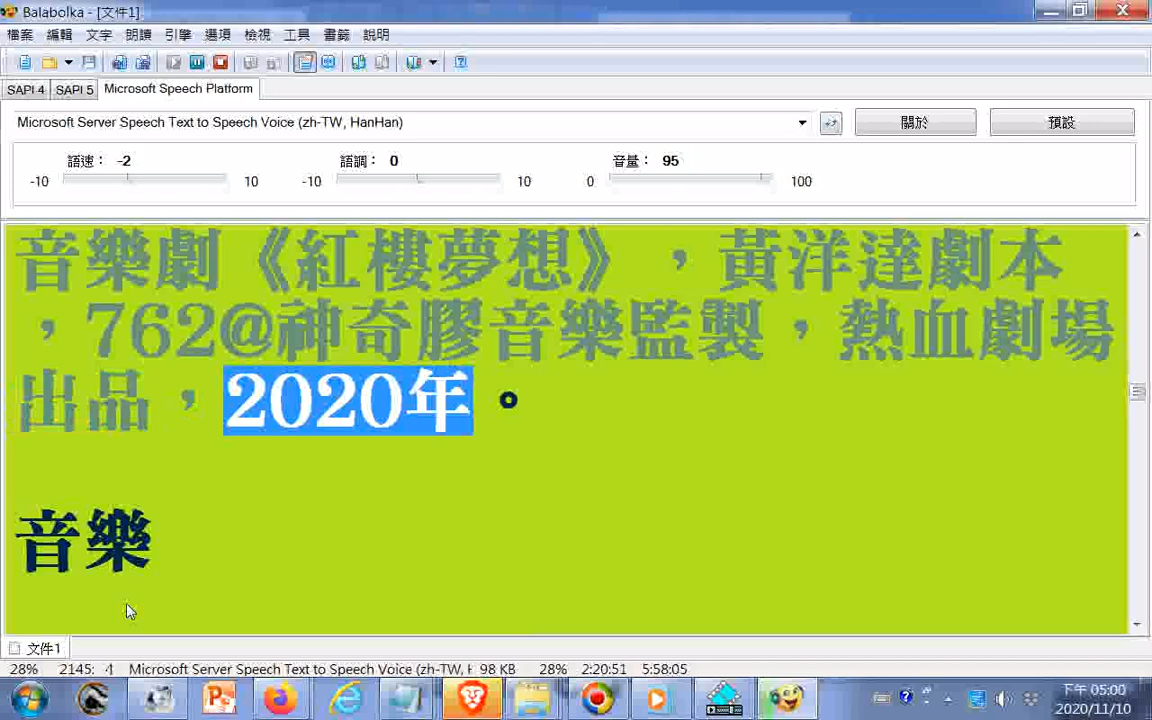 Balabolka - [文件1]
檔案 編輯 文字 朗讀 引擎 選項 檢視 工具 書籤 說明
SAPI 4 SAPI 5 Microsoft Speech Platform
Microsoft Server Speech Text to Speech Voice (zh-TW, HanHan) 關於 預設
語速： -2 語調： 0 音量： 95
-10 10 -10 10 0 100
音樂劇《紅樓夢想》，黃洋達劇本
，762@神奇膠音樂監製，熱血劇場
出品，2020年。
音樂
文件1
28% 2145: Microsoft Server Speech Text to Speech Voice (zh-TW, 98 KB 28% 2:20:51 5:58:05
下午 05:00
2020/11/10